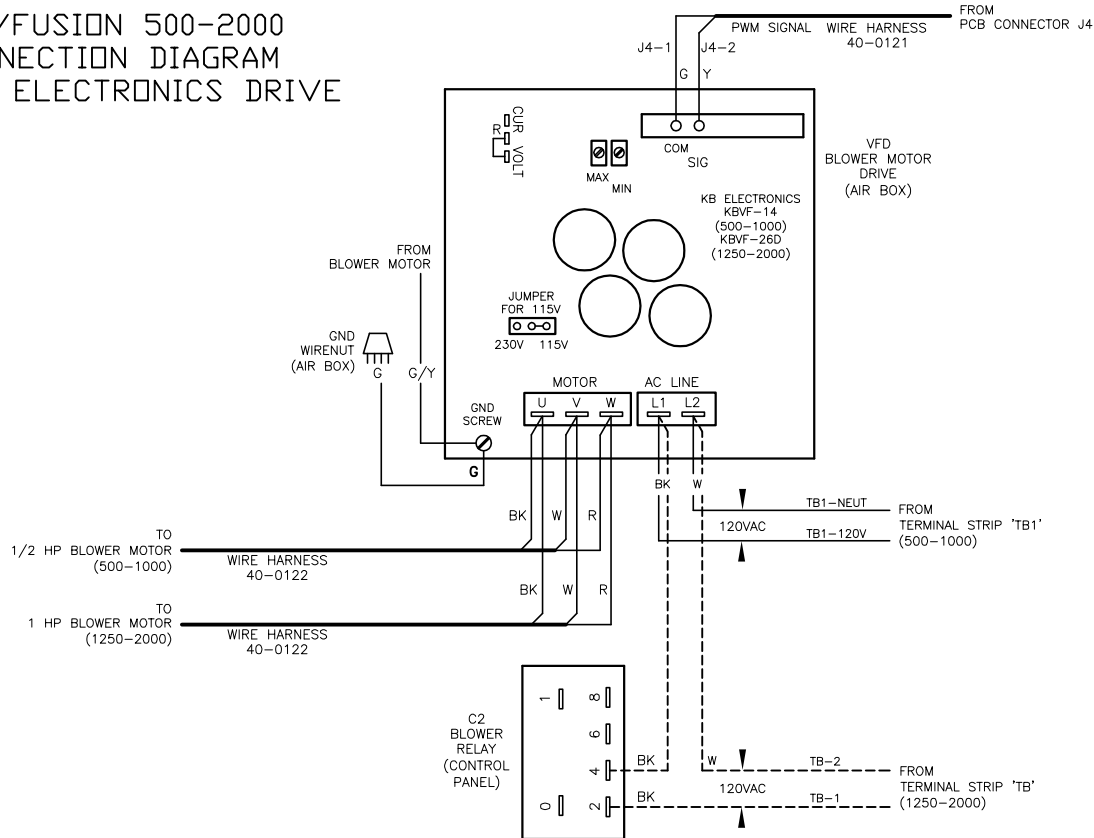 /FUSION 500-2000
NECTION DIAGRAM
ELECTRONICS DRIVE
FROM
PCB CONNECTOR J4
PWM SIGNAL WIRE HARNESS
40-0121
J4-1
J4-2
G
Y
CUR VOLT
R
COM
SIG
MAX
MIN
VFD
BLOWER MOTOR
DRIVE
(AIR BOX)
KB ELECTRONICS
KBVF-14
(500-1000)
KBVF-26D
(1250-2000)
FROM
BLOWER MOTOR
JUMPER
FOR 115V
230V 115V
GND
WIRENUT
(AIR BOX)
G
G/Y
MOTOR
U V W
AC LINE
L1 L2
GND
SCREW
G
BK W
BK W R
TB1-NEUT
120VAC
TB1-120V
FROM
TERMINAL STRIP 'TB1'
(500-1000)
TO
1/2 HP BLOWER MOTOR
(500-1000)
WIRE HARNESS
40-0122
BK W R
TO
1 HP BLOWER MOTOR
(1250-2000)
WIRE HARNESS
40-0122
C2
BLOWER
RELAY
(CONTROL
PANEL)
1 8
6
4
0 2
BK
W
TB-2
BK
120VAC
TB-1
FROM
TERMINAL STRIP 'TB'
(1250-2000)